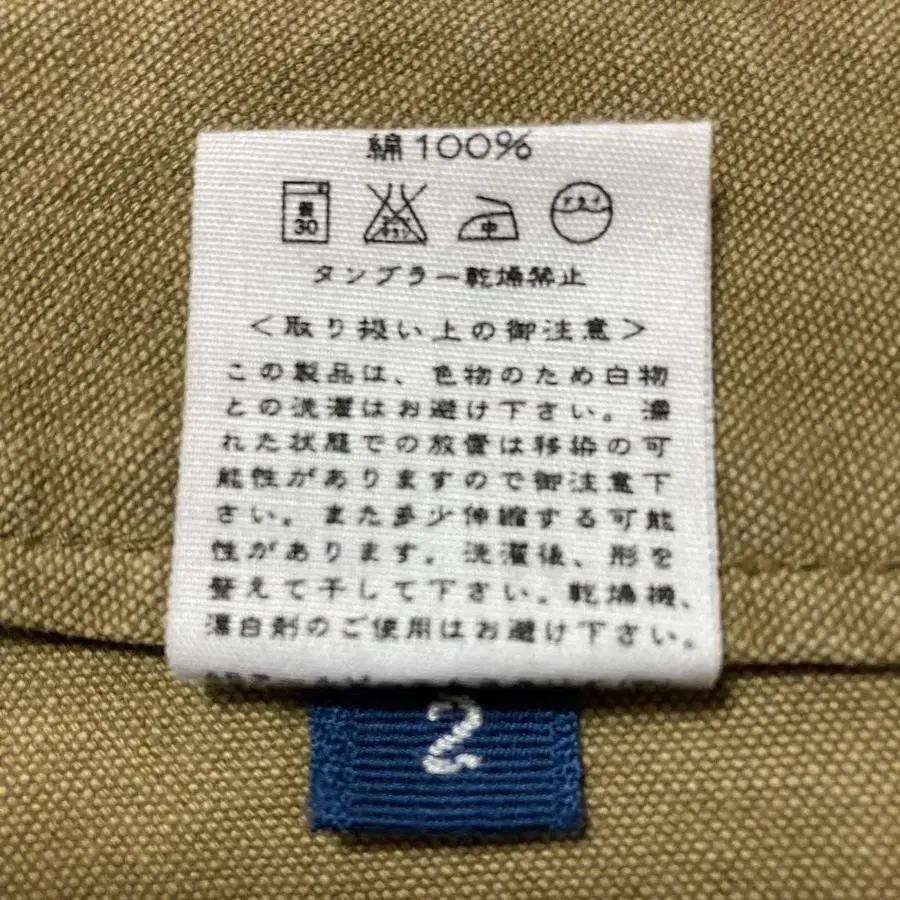 綿100%
30
中
ドライ
タンブラー乾燥禁止
<取り扱い上の御注意>
この製品は、色物のため白物
との洗濯はお避け下さい。濡
れた状態での放置は移染の可
能性がありますので御注意下
さい。また多少伸縮する可能
性があります。洗濯後、形を
整えて干して下さい。乾燥機、
漂白剤のご使用はお避け下さい。
2